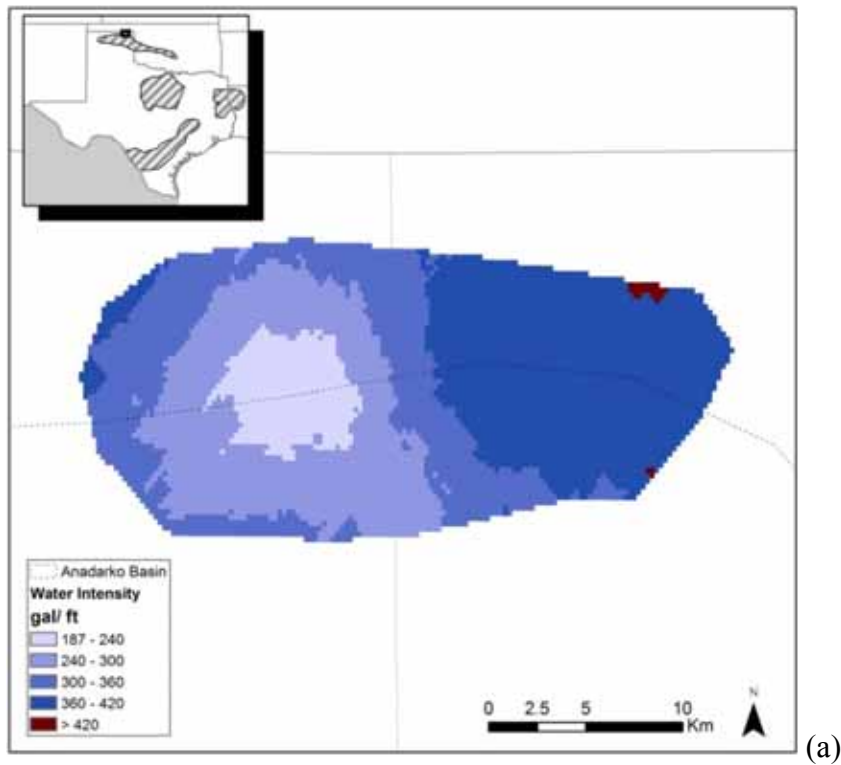 Anadarko Basin
Water Intensity
gal/ ft
187 - 240
240 - 300
300 - 360
360 - 420
> 420
0 2.5 5 10
Km
N
(a)